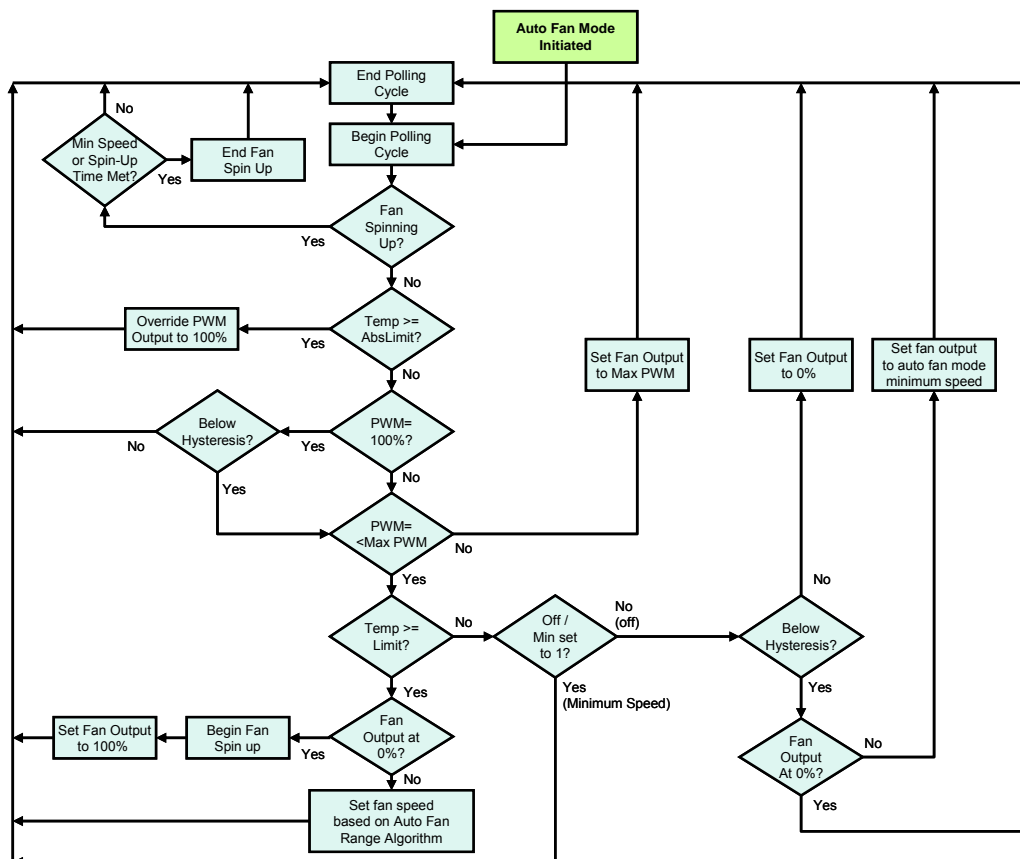 Auto Fan Mode
Initiated
End Polling
Cycle
No
Min Speed
or Spin-Up
Time Met?
Yes
End Fan
Spin Up
Begin Polling
Cycle
Fan
Spinning
Up?
Yes
No
Override PWM
Output to 100%
Yes
Temp >=
AbsLimit?
No
Set Fan Output
to Max PWM
Set Fan Output
to 0%
Set fan output
to auto fan mode
minimum speed
No
Below
Hysteresis?
Yes
PWM=
100%?
Yes
No
PWM=
<Max PWM
No
Yes
Temp >=
Limit?
No
Off /
Min set
to 1?
No
(off)
Yes
(Minimum Speed)
No
Below
Hysteresis?
Yes
Yes
Set Fan Output
to 100%
Begin Fan
Spin up
Yes
Fan
Output at
0%?
No
Fan
Output
At 0%?
No
Yes
Set fan speed
based on Auto Fan
Range Algorithm